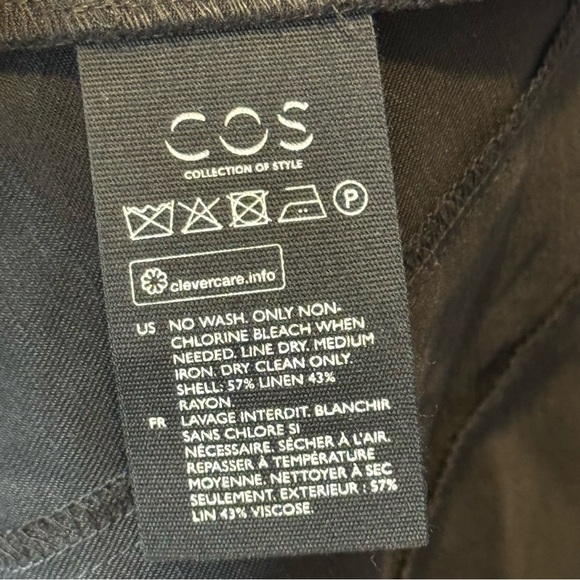 COS
COLLECTION OF STYLE
P
clevercare.info
US NO WASH. ONLY NON-
CHLORINE BLEACH WHEN
NEEDED. LINE DRY. MEDIUM
IRON. DRY CLEAN ONLY.
SHELL: 57% LINEN 43%
RAYON.
FR LAVAGE INTERDIT. BLANCHIR
SANS CHLORE SI
NÉCESSAIRE. SÉCHER À L'AIR.
REPASSER À TEMPÉRATURE
MOYENNE. NETTOYER À SEC
SEULEMENT. EXTERIEUR : 57%
LIN 43% VISCOSE.